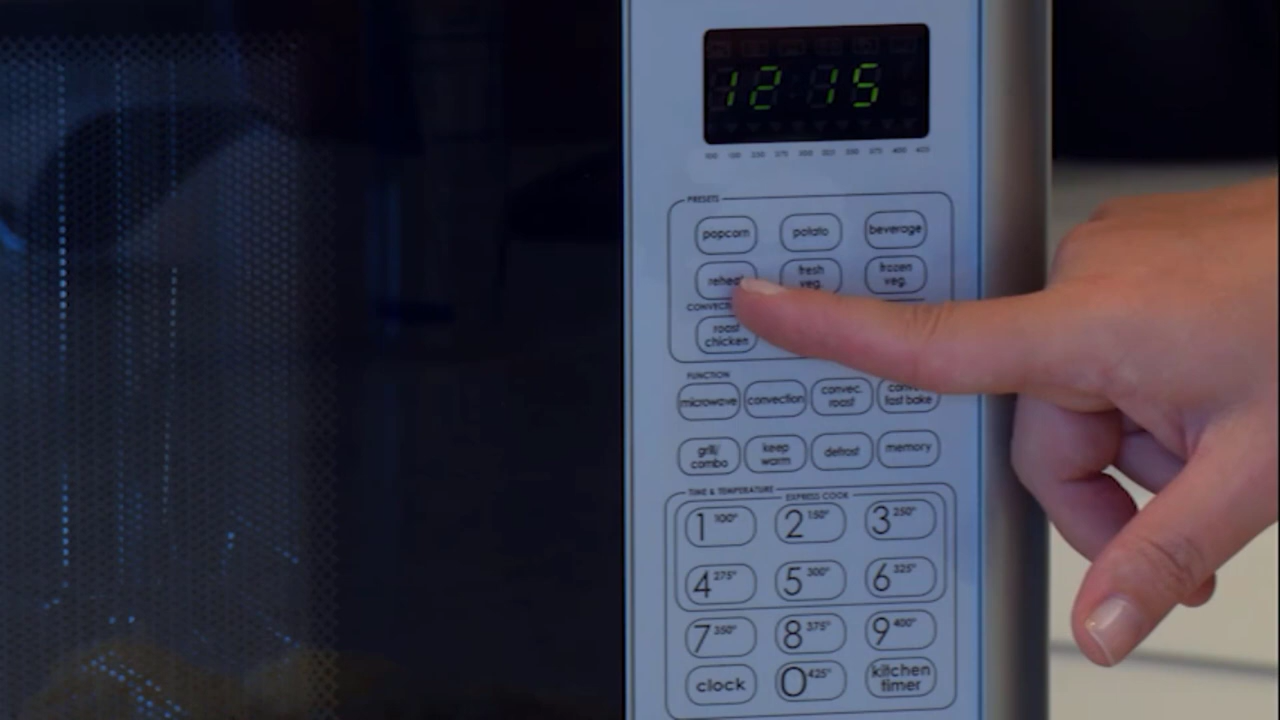 12 15
PRESETS
popcorn potato beverage
fresh frozen
veg. veg.
roast
chicken
FUNCTION
microwave convection convec. roast
fast bake
grill/ combo keep warm defrost memory
TIME & TEMPERATURE EXPRESS COOK
1 100° 2 150° 3 250°
4 275° 5 300° 6 325°
7 350° 8 375° 9 400°
clock 0 425° kitchen timer